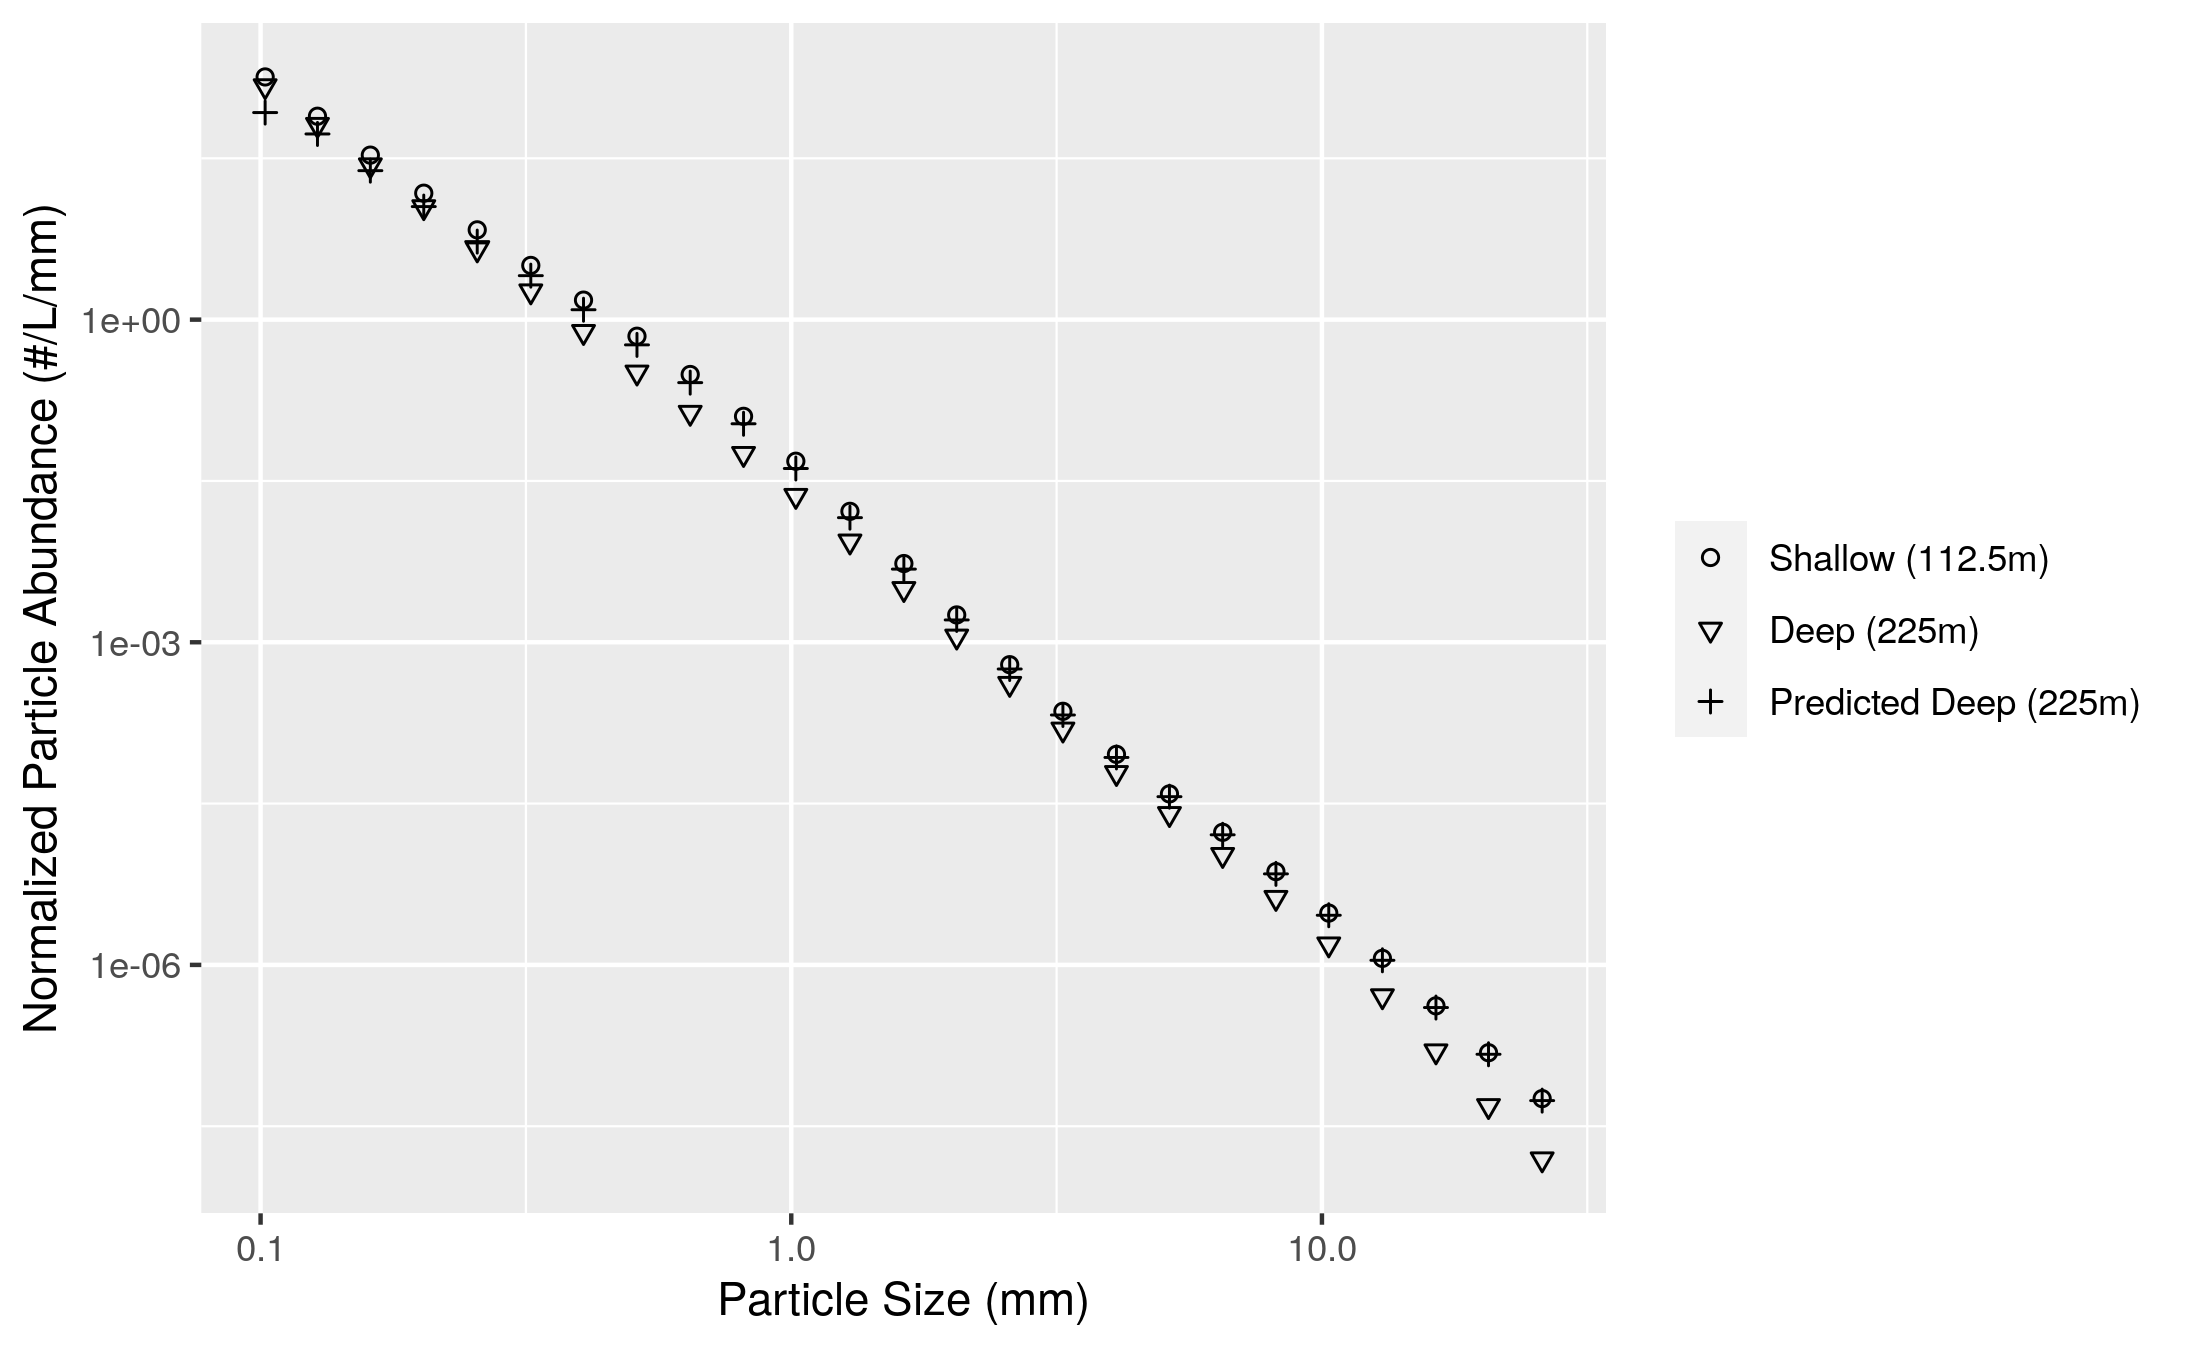 Normalized Particle Abundance (#/L/mm)
1e+00
1e-03
1e-06
0.1
1.0
10.0
Particle Size (mm)
Shallow (112.5m)
Deep (225m)
Predicted Deep (225m)